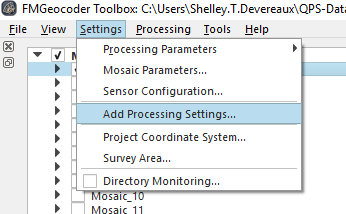 FMGeocoder Toolbox: C:\Users\Shelley.T.Devereaux\QPS-Data
File View Settings Processing Tools Help
Processing Parameters
Mosaic Parameters...
Sensor Configuration...
Add Processing Settings...
Project Coordinate System...
Survey Area...
Directory Monitoring...
Mosaic_10
Mosaic_11